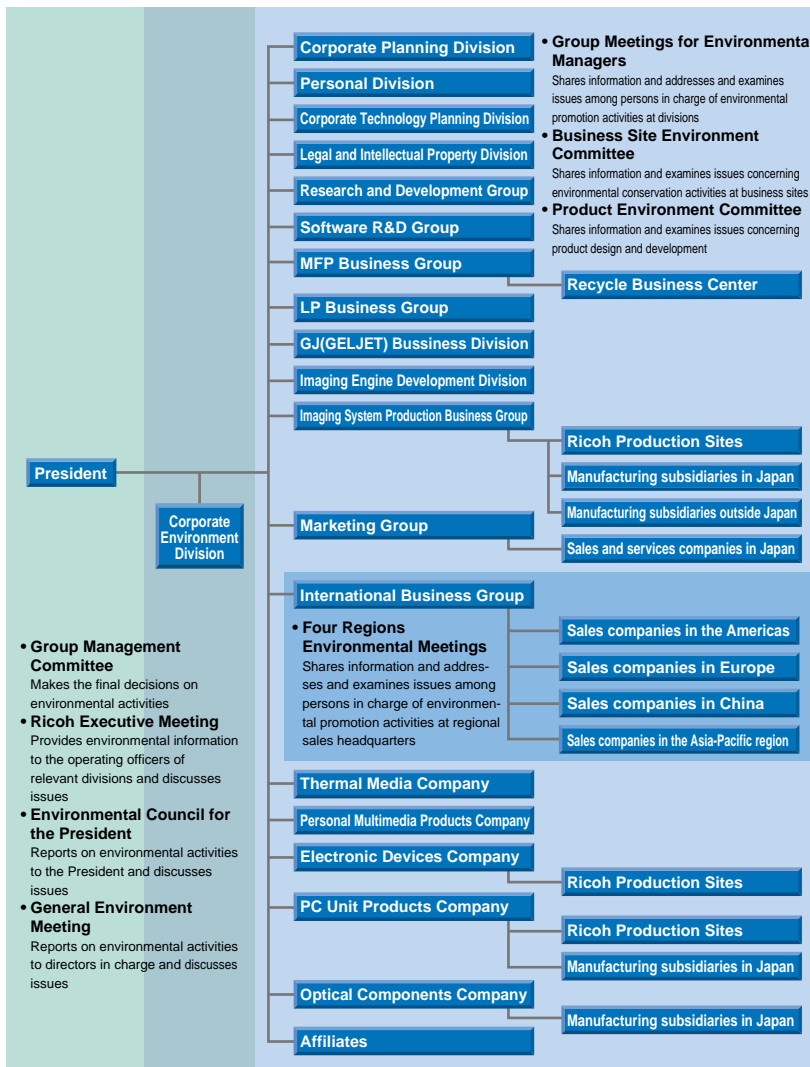 Corporate Planning Division
Personal Division
Corporate Technology Planning Division
Legal and Intellectual Property Division
Research and Development Group
Software R&D Group
MFP Business Group
Recycle Business Center
LP Business Group
GJ(GELJET) Bussiness Division
Imaging Engine Development Division
Imaging System Production Business Group
Ricoh Production Sites
Manufacturing subsidiaries in Japan
Manufacturing subsidiaries outside Japan
Marketing Group
Sales and services companies in Japan
• Group Meetings for Environmenta
Managers
Shares information and addresses and examines
issues among persons in charge of environmental
promotion activities at divisions
• Business Site Environment
Committee
Shares information and examines issues concerning
environmental conservation activities at business sites
• Product Environment Committee
Shares information and examines issues concerning
product design and development
President
Corporate
Environment
Division
International Business Group
• Four Regions
Environmental Meetings
Shares information and addres-
ses and examines issues among
persons in charge of environmen-
tal promotion activities at regional
sales headquarters
Sales companies in the Americas
Sales companies in Europe
Sales companies in China
Sales companies in the Asia-Pacific region
• Group Management
Committee
Makes the final decisions on
environmental activities
• Ricoh Executive Meeting
Provides environmental information
to the operating officers of
relevant divisions and discusses
issues
• Environmental Council for
the President
Reports on environmental activities
to the President and discusses
issues
• General Environment
Meeting
Reports on environmental activities
to directors in charge and discusses
issues
Thermal Media Company
Personal Multimedia Products Company
Electronic Devices Company
Ricoh Production Sites
PC Unit Products Company
Ricoh Production Sites
Manufacturing subsidiaries in Japan
Optical Components Company
Manufacturing subsidiaries in Japan
Affiliates